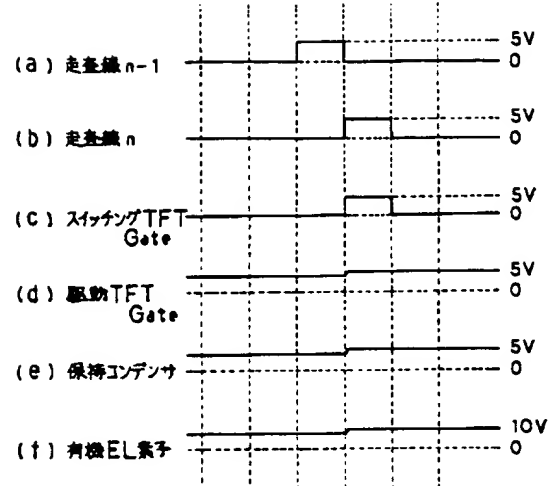 (a) 走査線 n-1
5V
0
(b) 走査線 n
5V
0
(c) スイッチングTFT
Gate
5V
0
(d) 駆動TFT
Gate
5V
0
(e) 保持コンデンサ
5V
0
(f) 有機EL素子
10V
0